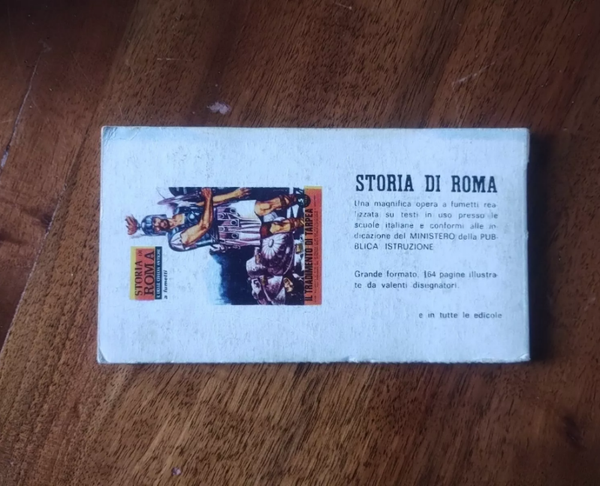 STORIA DI ROMA
Una magnifica opera a fumetti rea
lizzata su testi in uso presso le
scuole italiane e conformi alle in
dicazione del MINISTERO della PUB
BLICA ISTRUZIONE
Grande formato, 164 pagine illustra
te da valenti disegnatori.
e in tutte le edicole
STORIA
ROMA
a fumetti
IL TRADIMENTO DI TARPEA